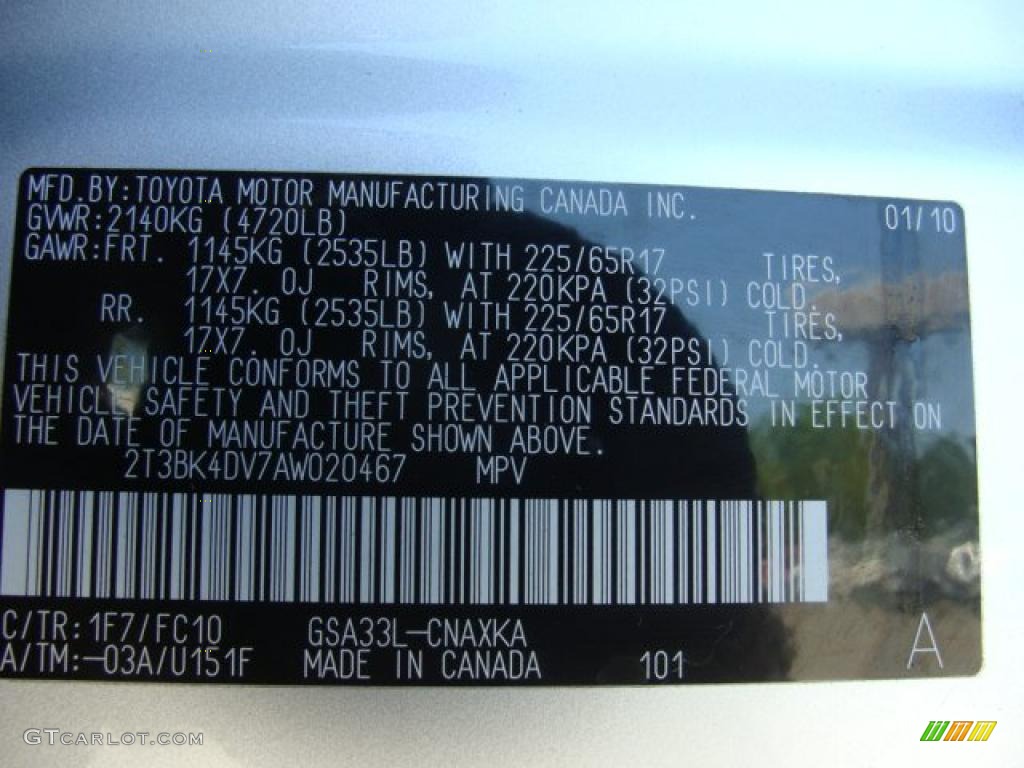 MFD.BY:TOYOTA MOTOR MANUFACTURING CANADA INC. 01/10
GVWR:2140KG (4720LB)
GAWR:FRT. 1145KG (2535LB) WITH 225/65R17 TIRES,
17X7.0J RIMS, AT 220KPA (32PSI) COLD.
RR. 1145KG (2535LB) WITH 225/65R17 TIRES,
17X7.0J RIMS, AT 220KPA (32PSI) COLD.
THIS VEHICLE CONFORMS TO ALL APPLICABLE FEDERAL MOTOR
VEHICLE SAFETY AND THEFT PREVENTION STANDARDS IN EFFECT ON
THE DATE OF MANUFACTURE SHOWN ABOVE.
2T3BK4DV7AW020467 MPV
C/TR:1F7/FC10 GSA33L-CNAXKA A
A/TM:-03A/U151F MADE IN CANADA 101
GTCARLOT.COM